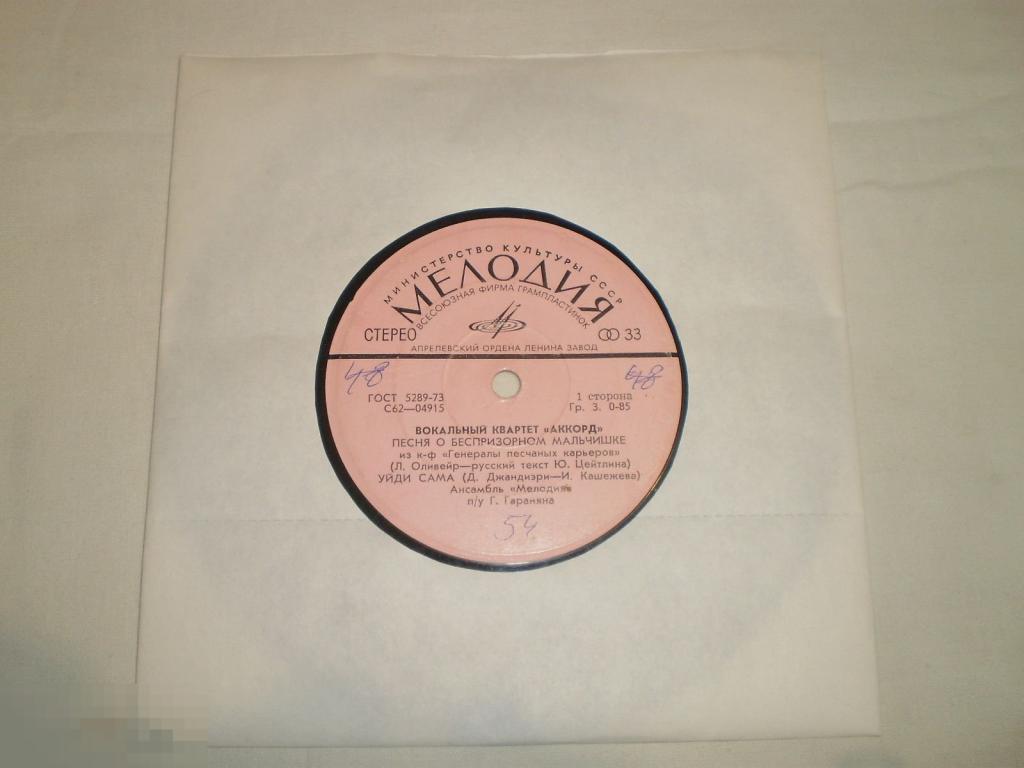 МИНИСТЕРСТВО КУЛЬТУРЫ СССР
МЕЛОДИЯ
ВСЕСОЮЗНАЯ ФИРМА ГРАМПЛАСТИНОК
СТЕРЕО 33
АПРЕЛЕВСКИЙ ОРДЕНА ЛЕНИНА ЗАВОД
48 48
ГОСТ 5289-73 1 сторона
С62—04915 Гр. 3. 0-85
ВОКАЛЬНЫЙ КВАРТЕТ «АККОРД»
ПЕСНЯ О БЕСПРИЗОРНОМ МАЛЬЧИШКЕ
из к-ф «Генералы песчаных карьеров»
(Л. Оливейр—русский текст Ю. Цейтлина)
УЙДИ САМА (Д. Джандиэри—И. Кашежева)
Ансамбль «Мелодия»
п/у Г. Гараняна
54